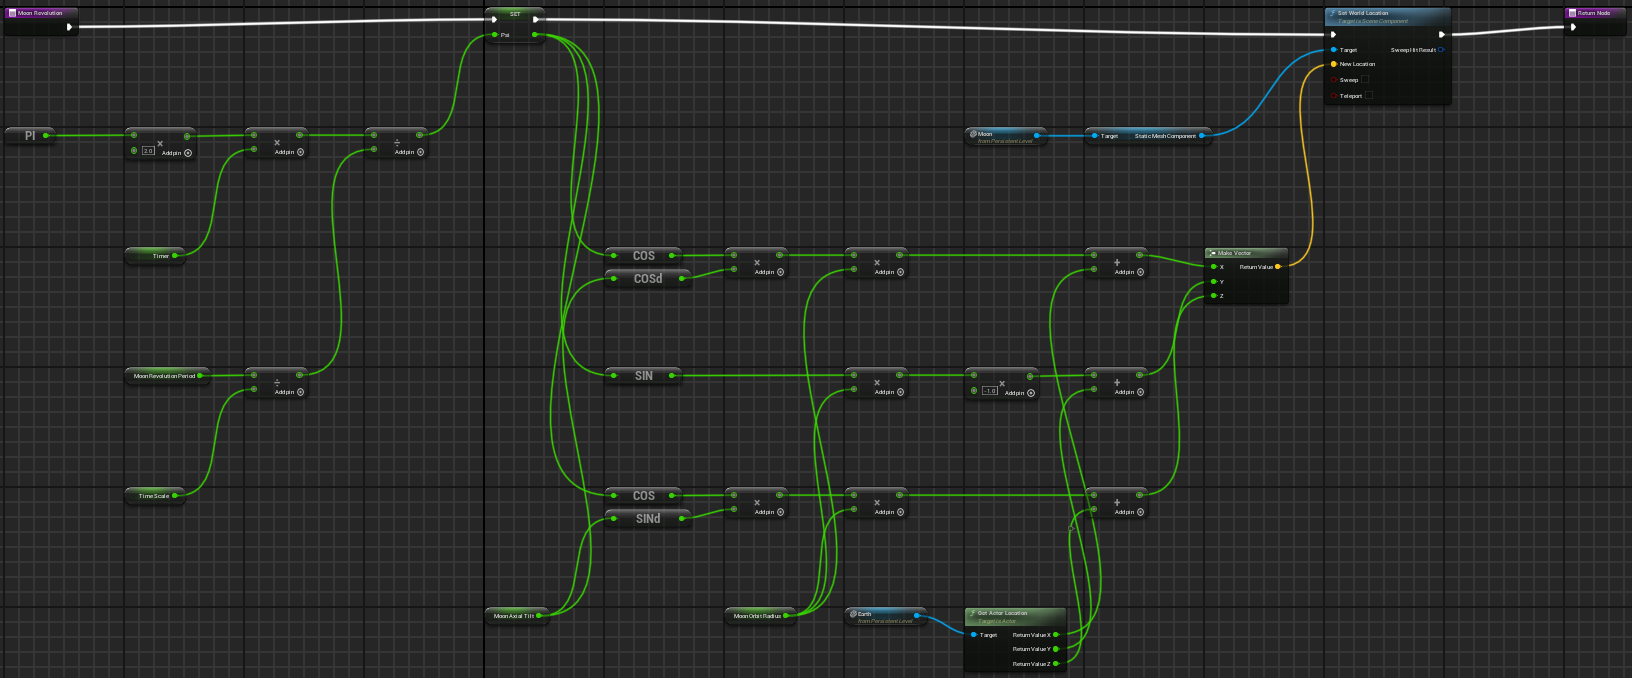 Moon Revolution
SET
Pxt
Set World Location
Target is Scene Component
Target
Sweep Hit Result
New Location
Sweep
Teleport
Return Node
PI
2.0
×
Add pin
×
Add pin
÷
Add pin
Moon
from Persistent Level
Target
Static Mesh Component
Timer
COS
COSd
×
Add pin
×
Add pin
+
Add pin
Make Vector
X
Return Value
Y
Z
Moon Revolution Period
÷
Add pin
SIN
×
Add pin
-1.0
×
Add pin
+
Add pin
Time Scale
COS
SINd
×
Add pin
×
Add pin
+
Add pin
Moon Axial Tilt
Moon Orbit Radius
Earth
from Persistent Level
Get Actor Location
Target is Actor
Target
Return Value X
Return Value Y
Return Value Z